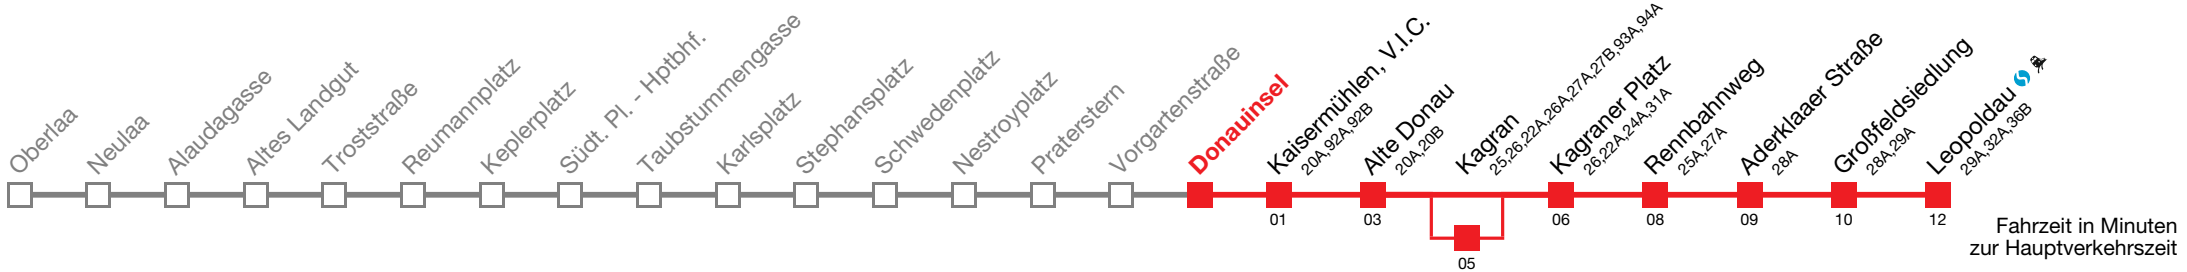 Oberlaa
Neulaa
Alaudagasse
Altes Landgut
Troststraße
Reumannplatz
Keplerplatz
Südt. Pl. - Hptbhf.
Taubstummengasse
Karlsplatz
Stephansplatz
Schwedenplatz
Nestroyplatz
Praterstern
Vorgartenstraße
Donauinsel
Kaisermühlen, V.I.C.
20A,92A,92B
01
Alte Donau
20A,20B
03
Kagran
25,26,22A,26A,27A,27B,93A,94A
05
Kagraner Platz
26,22A,24A,31A
06
Rennbahnweg
25A,27A
08
Aderklaaer Straße
28A
09
Großfeldsiedlung
28A,29A
10
Leopoldau
29A,32A,36B
12
Fahrzeit in Minuten
zur Hauptverkehrszeit